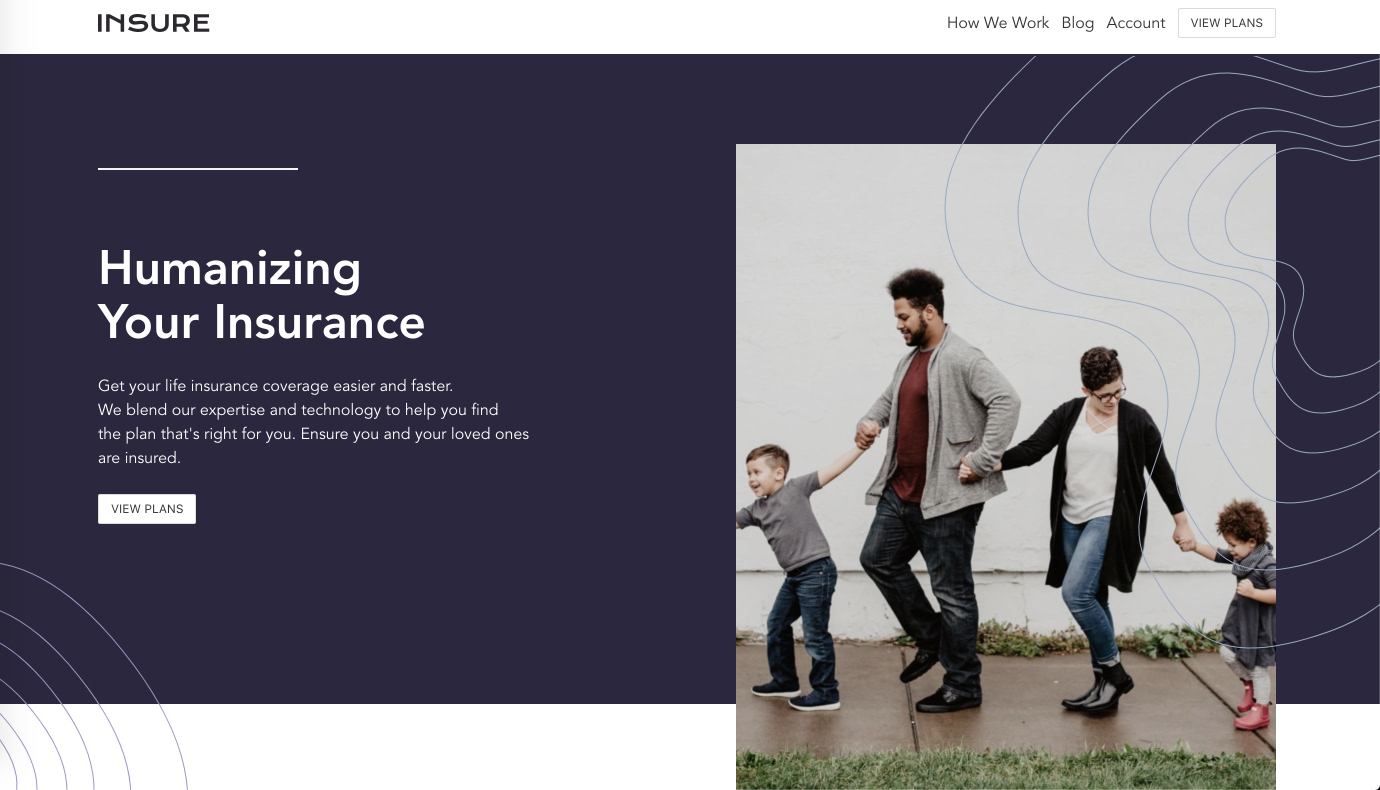 INSURE
How We Work Blog Account VIEW PLANS
Humanizing
Your Insurance
Get your life insurance coverage easier and faster.
We blend our expertise and technology to help you find
the plan that's right for you. Ensure you and your loved ones
are insured.
VIEW PLANS